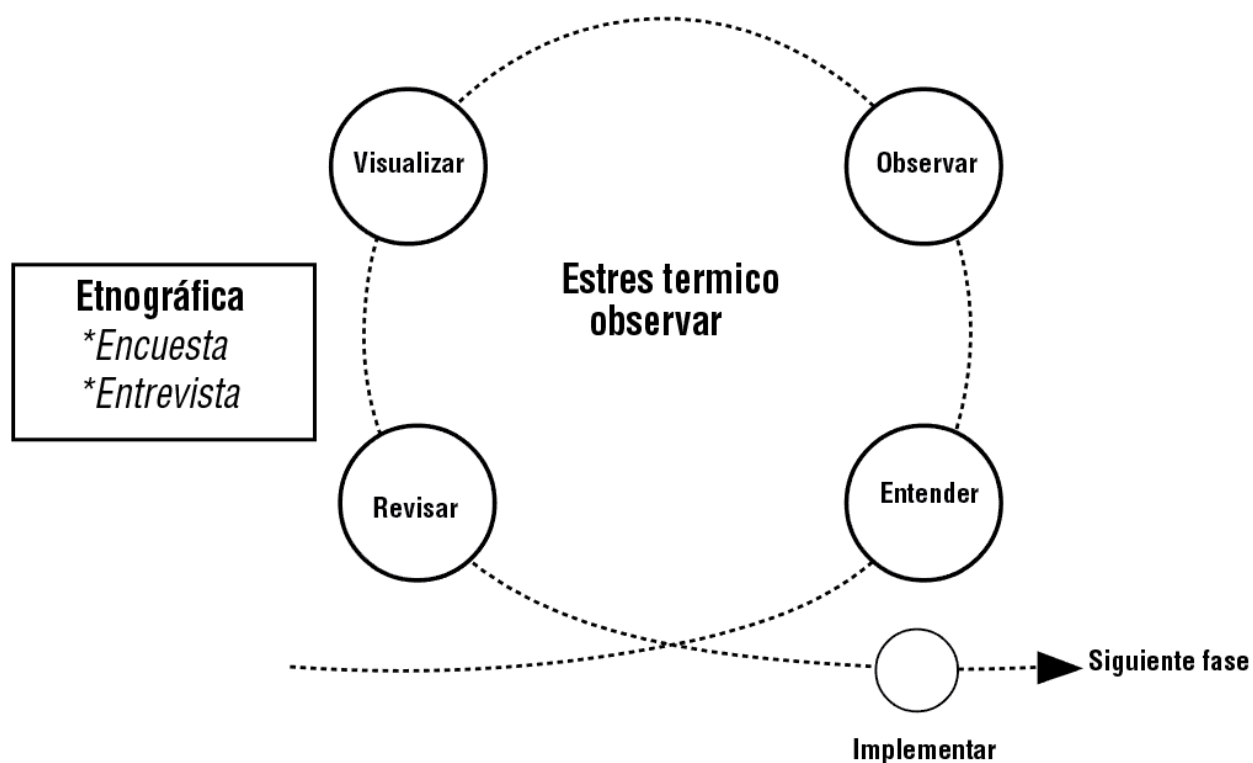 Visualizar
Observar
Etnográfica
*Encuesta
*Entrevista
Estres termico
observar
Revisar
Entender
Siguiente fase
Implementar